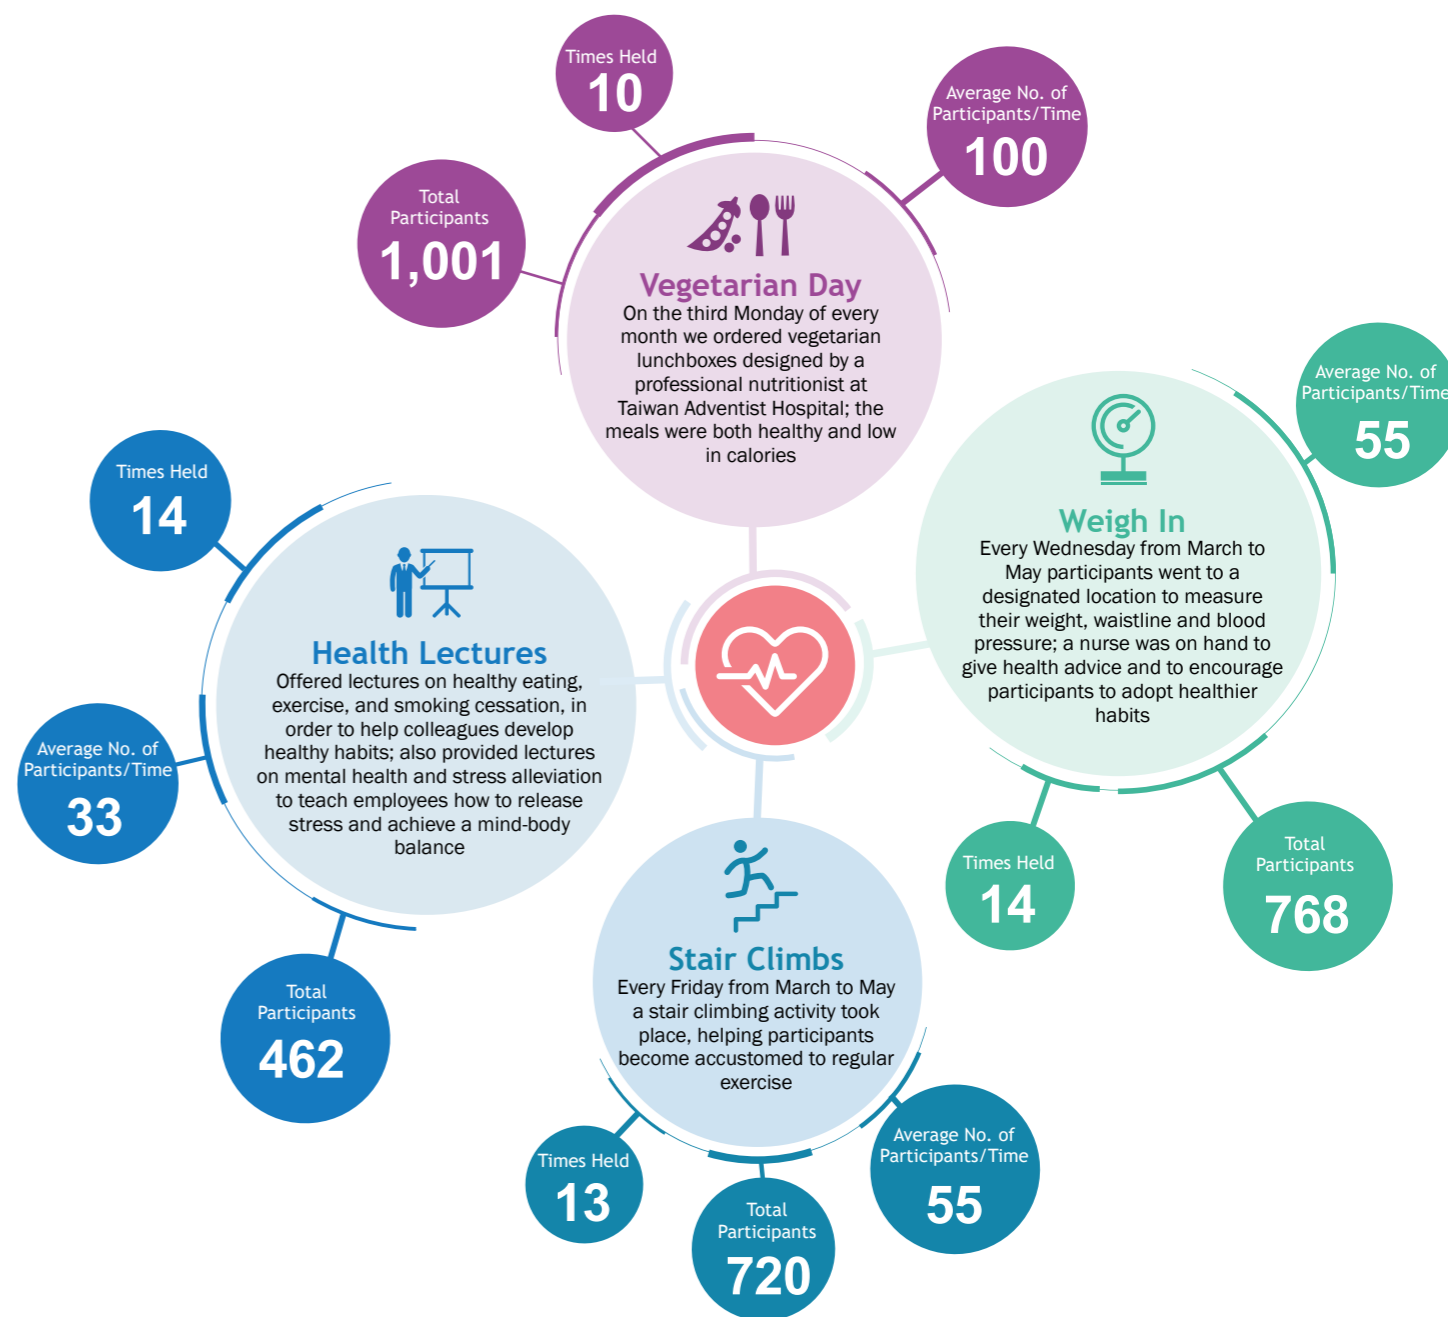 Times Held
10
Average No. of
Participants/Time
100
Total
Participants
1,001
Vegetarian Day
On the third Monday of every
month we ordered vegetarian
lunchboxes designed by a
professional nutritionist at
Taiwan Adventist Hospital; the
meals were both healthy and low
in calories
Average No. of
Participants/Time
55
Weigh In
Every Wednesday from March to
May participants went to a
designated location to measure
their weight, waistline and blood
pressure; a nurse was on hand to
give health advice and to encourage
participants to adopt healthier
habits
Times Held
14
Total
Participants
768
Times Held
14
Health Lectures
Offered lectures on healthy eating,
exercise, and smoking cessation, in
order to help colleagues develop
healthy habits; also provided lectures
on mental health and stress alleviation
to teach employees how to release
stress and achieve a mind-body
balance
Average No. of
Participants/Time
33
Total
Participants
462
Stair Climbs
Every Friday from March to May
a stair climbing activity took
place, helping participants
become accustomed to regular
exercise
Times Held
13
Total
Participants
720
Average No. of
Participants/Time
55